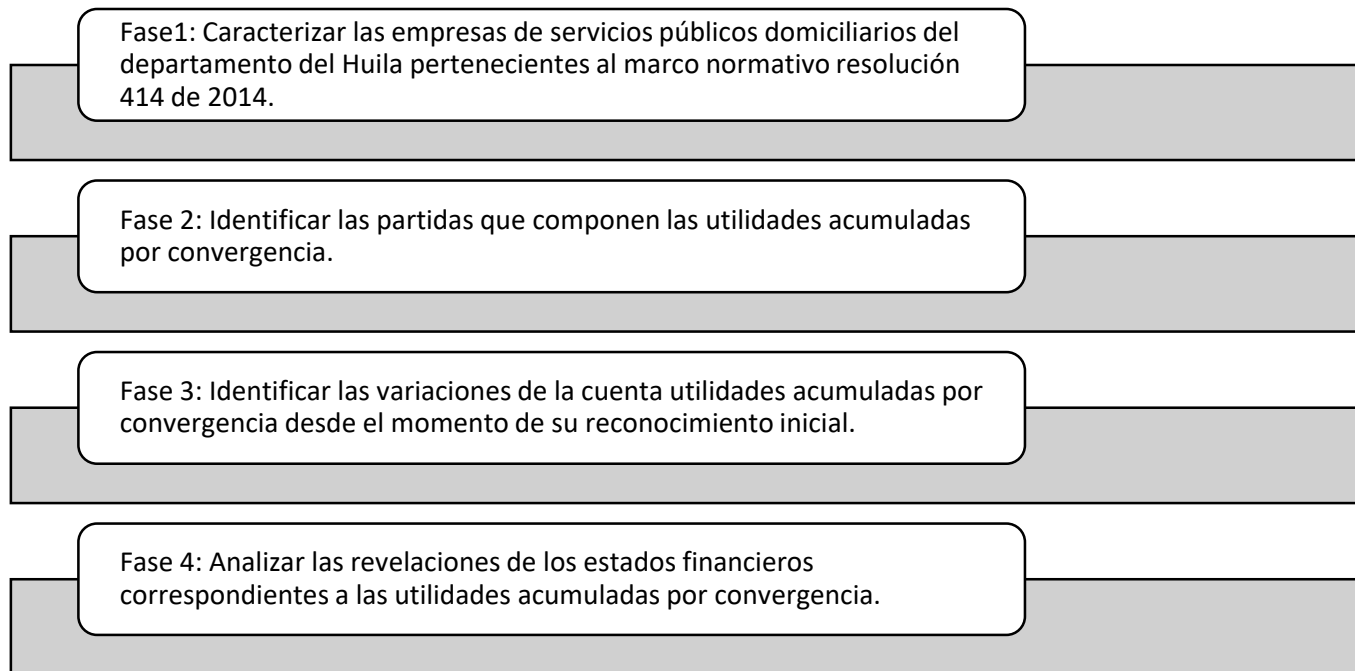 Fase1: Caracterizar las empresas de servicios públicos domiciliarios del
departamento del Huila pertenecientes al marco normativo resolución
414 de 2014.
Fase 2: Identificar las partidas que componen las utilidades acumuladas
por convergencia.
Fase 3: Identificar las variaciones de la cuenta utilidades acumuladas por
convergencia desde el momento de su reconocimiento inicial.
Fase 4: Analizar las revelaciones de los estados financieros
correspondientes a las utilidades acumuladas por convergencia.